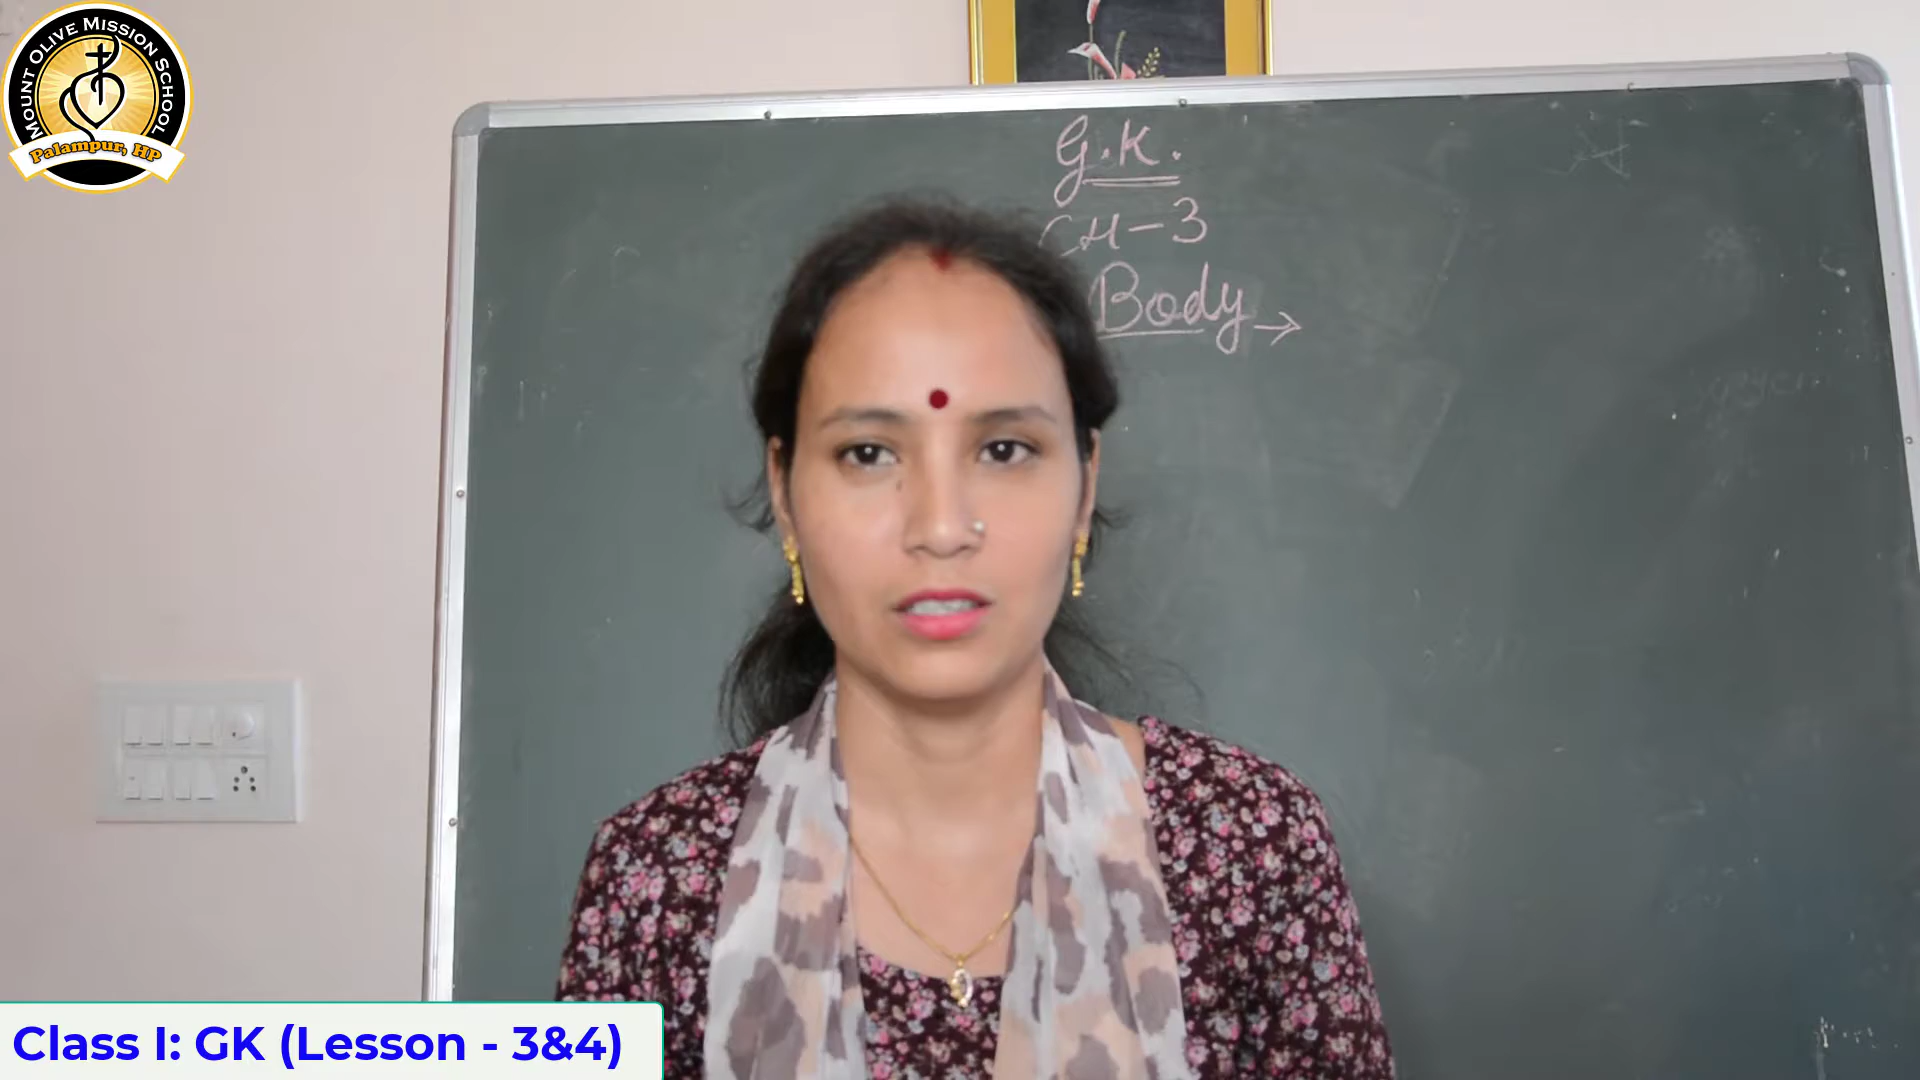 MOUNT OLIVE MISSION SCHOOL
Palampur, HP
G.K.
CH-3
Body →
Class I: GK (Lesson - 3&4)